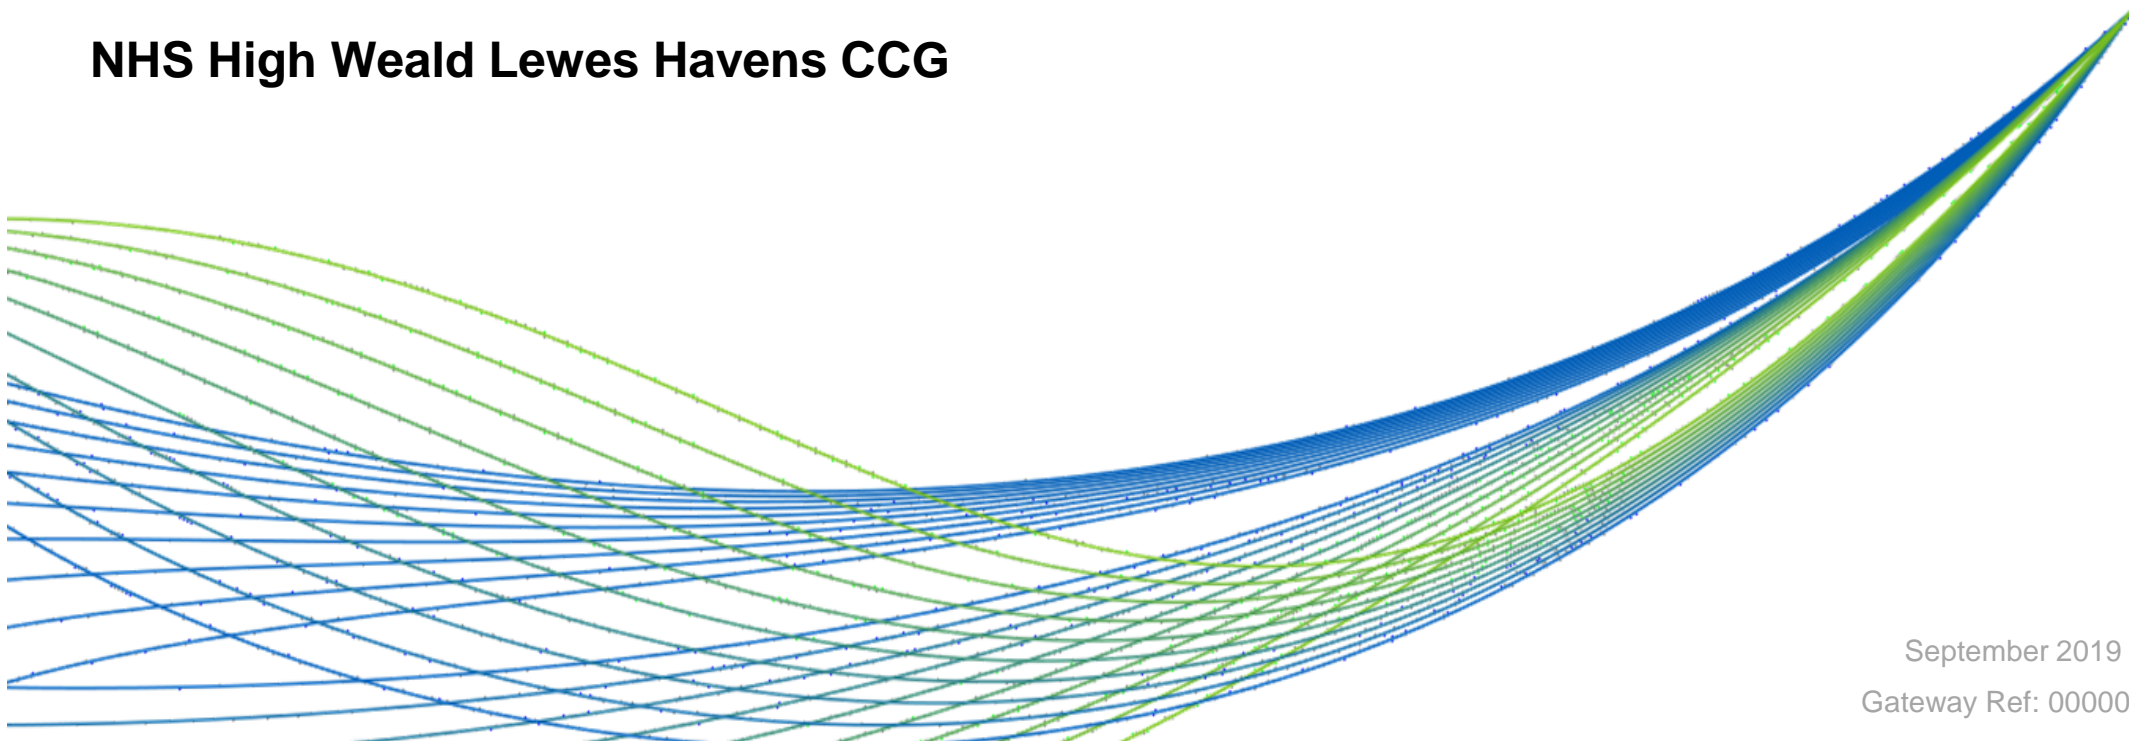 NHS High Weald Lewes Havens CCG
September 2019
Gateway Ref: 00000